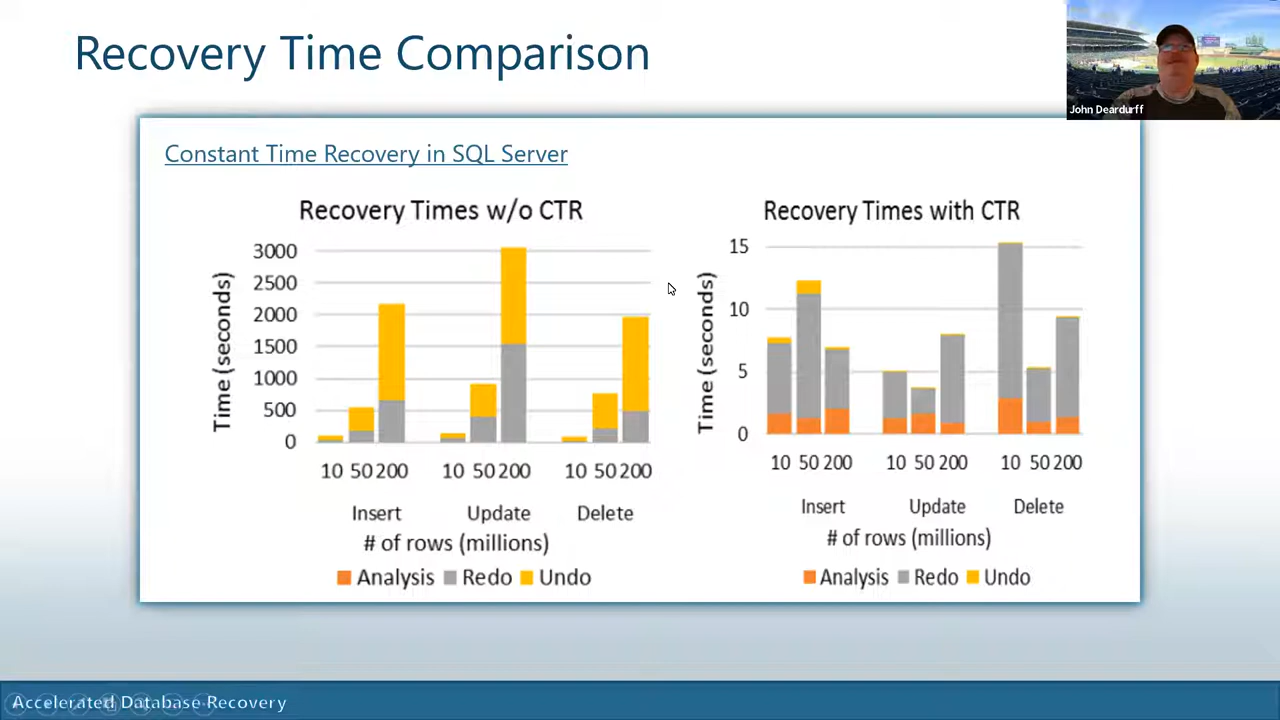 Recovery Time Comparison
John Deardurff
Constant Time Recovery in SQL Server
Recovery Times w/o CTR
3000
2500
2000
1500
1000
500
0
Time (seconds)
10 50 200 10 50 200 10 50 200
Insert Update Delete
# of rows (millions)
Analysis Redo Undo
Recovery Times with CTR
15
10
5
0
Time (seconds)
10 50 200 10 50 200 10 50 200
Insert Update Delete
# of rows (millions)
Analysis Redo Undo
Accelerated Database Recovery